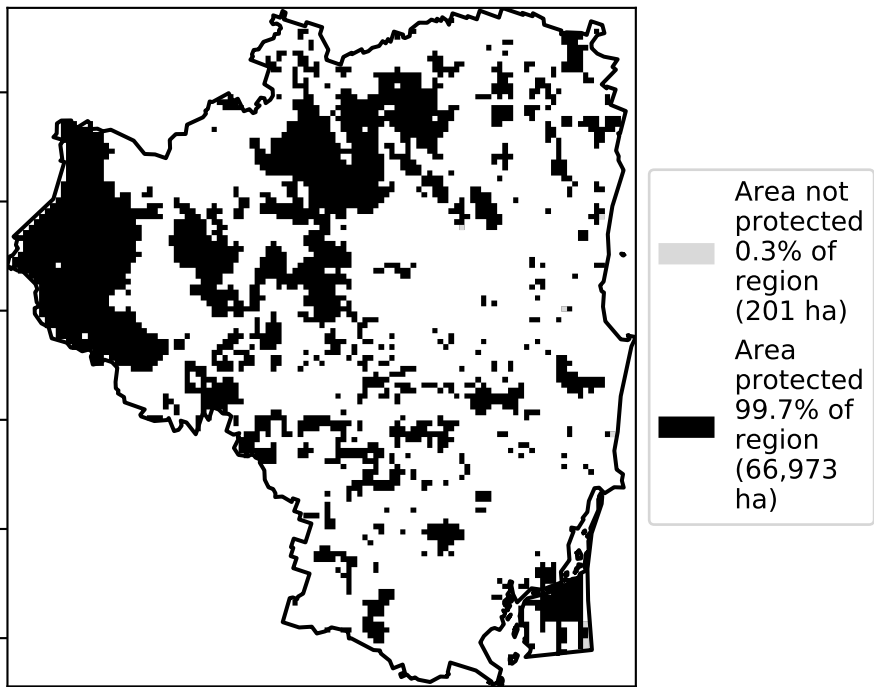 Area not
protected
0.3% of
region
(201 ha)
Area
protected
99.7% of
region
(66,973
ha)